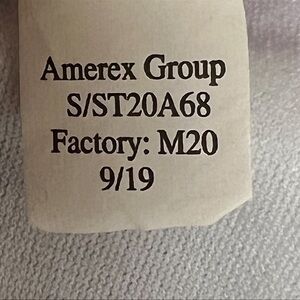 Amerex Group
S/ST20A68
Factory: M20
9/19